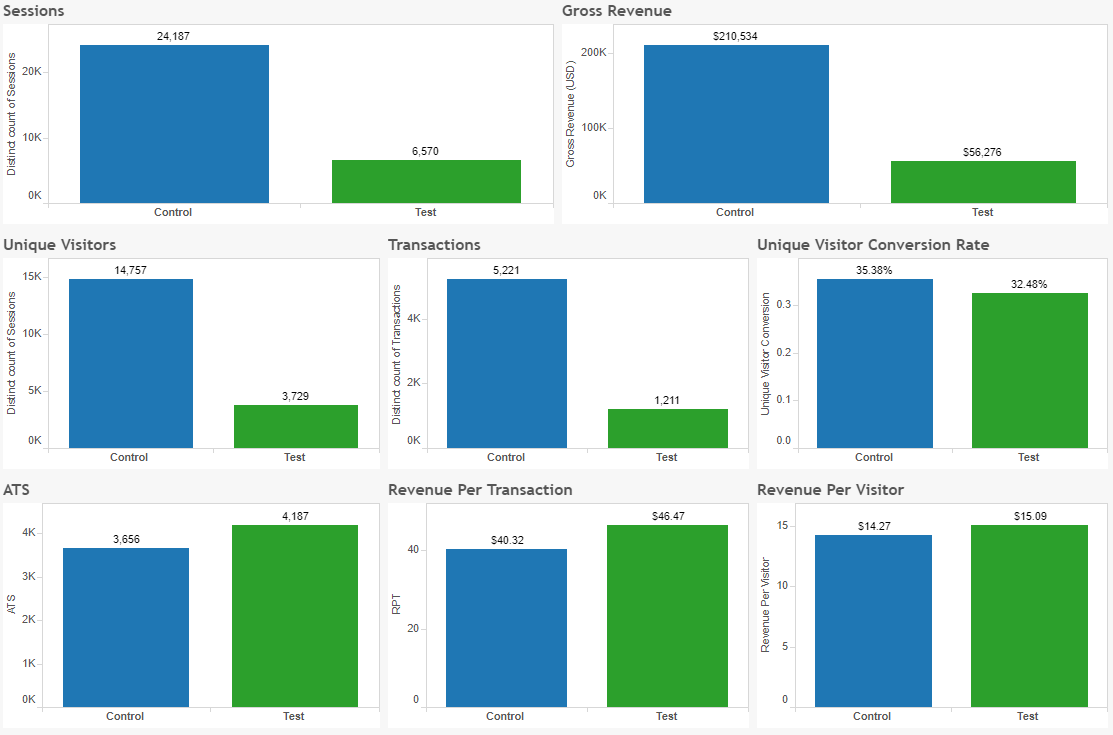 Sessions
Distinct count of Sessions
20K
10K
0K
24,187
6,570
Control
Test
Gross Revenue
Gross Revenue (USD)
200K
100K
0K
$210,534
$56,276
Control
Test
Unique Visitors
Distinct count of Sessions
15K
10K
5K
0K
14,757
3,729
Control
Test
Transactions
Distinct count of Transactions
4K
2K
0K
5,221
1,211
Control
Test
Unique Visitor Conversion Rate
Unique Visitor Conversion
0.3
0.2
0.1
0.0
35.38%
32.48%
Control
Test
ATS
ATS
4K
3K
2K
1K
0K
3,656
4,187
Control
Test
Revenue Per Transaction
RPT
40
20
0
$40.32
$46.47
Control
Test
Revenue Per Visitor
Revenue Per Visitor
15
10
5
0
$14.27
$15.09
Control
Test